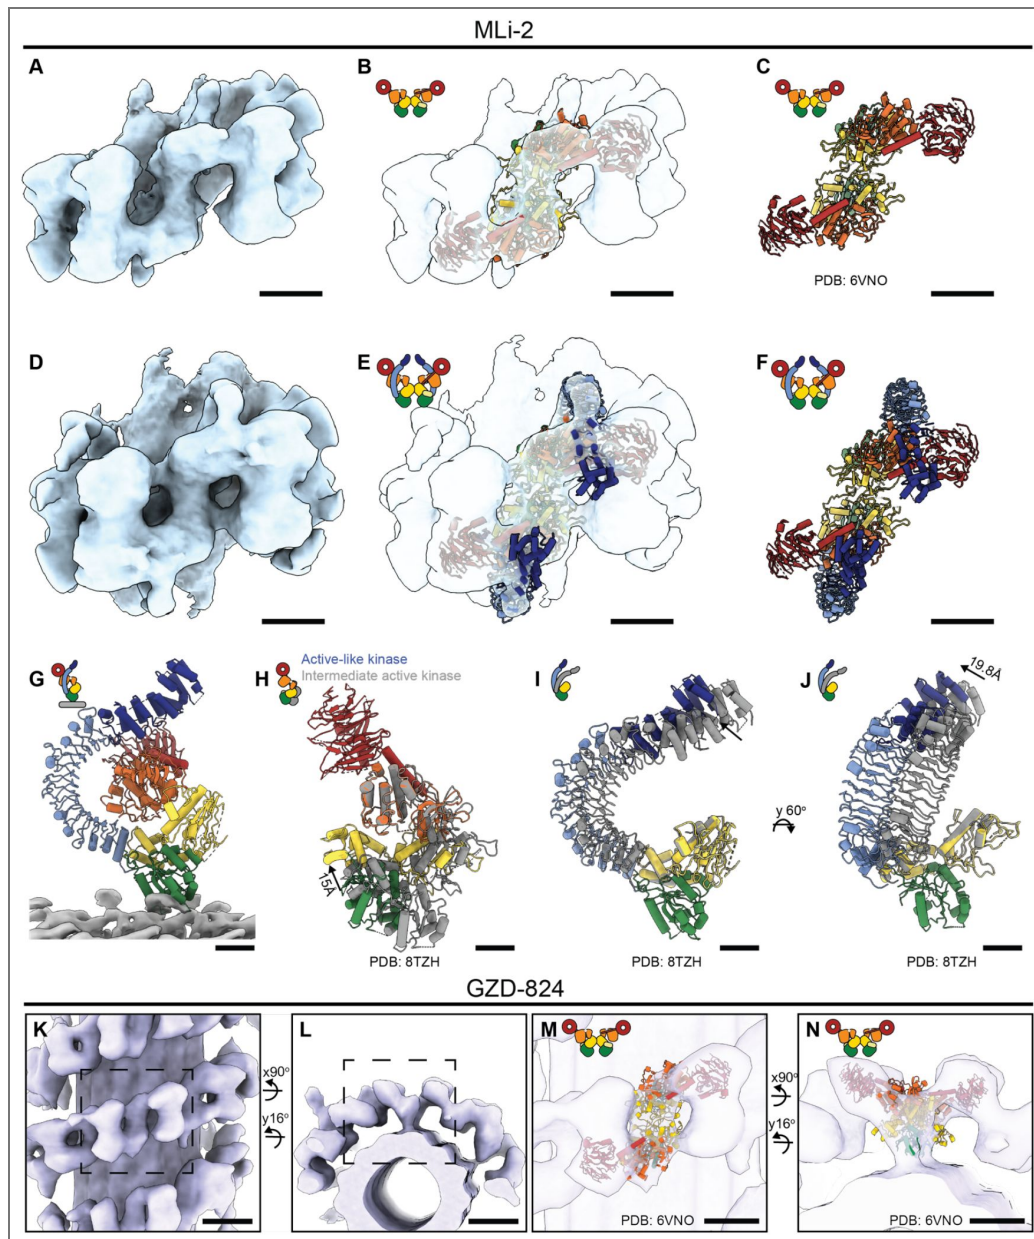 MLi-2
A
B
C
PDB: 6VNO
D
E
F
G
H
Active-like kinase
Intermediate active kinase
I
J
19.8Å
15Å
y 60°
PDB: 8TZH
PDB: 8TZH
PDB: 8TZH
GZD-824
K
x90°
y16°
L
M
PDB: 6VNO
x90°
y16°
N
PDB: 6VNO